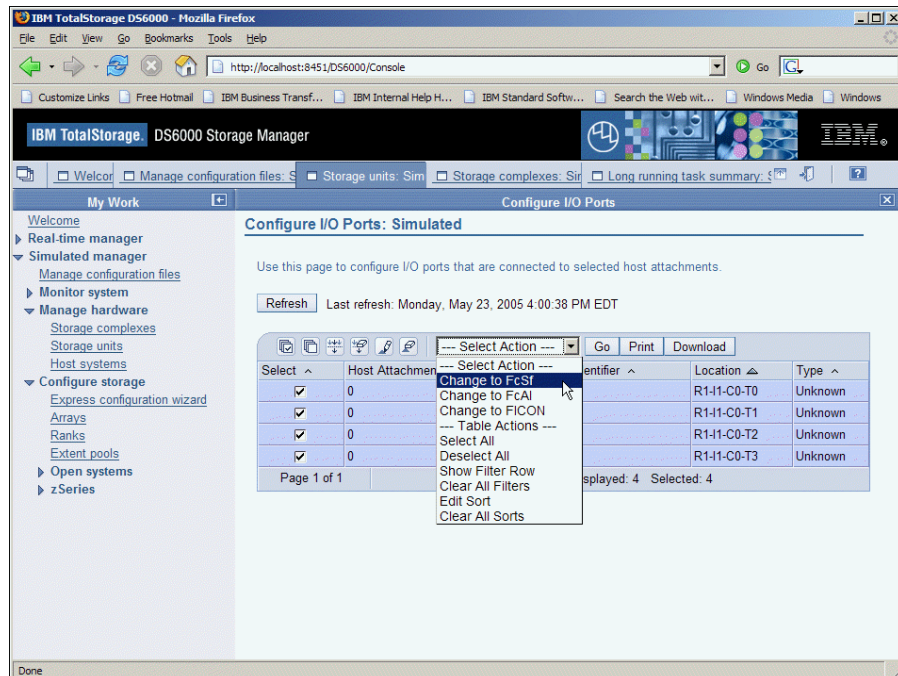 IBM TotalStorage DS6000 - Mozilla Firefox
File Edit View Go Bookmarks Tools Help
http://localhost:8451/DS6000/Console
Go
Customize Links Free Hotmail IBM Business Transf... IBM Internal Help H... IBM Standard Softw... Search the Web wit... Windows Media Windows
IBM TotalStorage. DS6000 Storage Manager
IBM
Welcor Manage configuration files: S Storage units: Sim Storage complexes: Sir Long running task summary: S
My Work
Configure I/O Ports
Welcome
Real-time manager
Simulated manager
Manage configuration files
Monitor system
Manage hardware
Storage complexes
Storage units
Host systems
Configure storage
Express configuration wizard
Arrays
Ranks
Extent pools
Open systems
zSeries
Configure I/O Ports: Simulated
Use this page to configure I/O ports that are connected to selected host attachments.
Refresh Last refresh: Monday, May 23, 2005 4:00:38 PM EDT
--- Select Action --- Go Print Download
Select Host Attachmen entifier Location Type
0 R1-I1-C0-T0 Unknown
0 R1-I1-C0-T1 Unknown
0 R1-I1-C0-T2 Unknown
0 R1-I1-C0-T3 Unknown
Page 1 of 1 splayed: 4 Selected: 4
--- Select Action ---
Change to FcSf
Change to FcAl
Change to FICON
--- Table Actions ---
Select All
Deselect All
Show Filter Row
Clear All Filters
Edit Sort
Clear All Sorts
Done